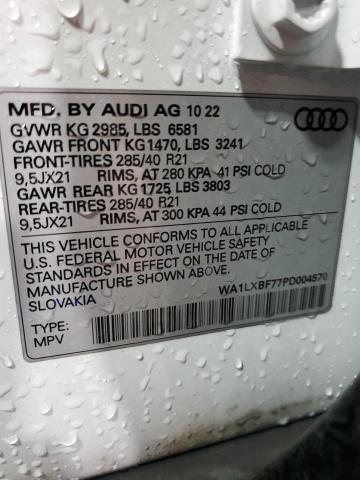 MFD. BY AUDI AG 10 22
GVWR KG 2985, LBS 6581
GAWR FRONT KG1470, LBS 3241
FRONT-TIRES 285/40 R21
9,5JX21 RIMS, AT 280 KPA 41 PSI COLD
GAWR REAR KG 1725, LBS 3803
REAR-TIRES 285/40 R21
9,5JX21 RIMS, AT 300 KPA 44 PSI COLD
THIS VEHICLE CONFORMS TO ALL APPLICABLE
U.S. FEDERAL MOTOR VEHICLE SAFETY
STANDARDS IN EFFECT ON THE DATE OF
MANUFACTURE SHOWN ABOVE.
SLOVAKIA
WA1LXBF77PD004570
TYPE:
MPV